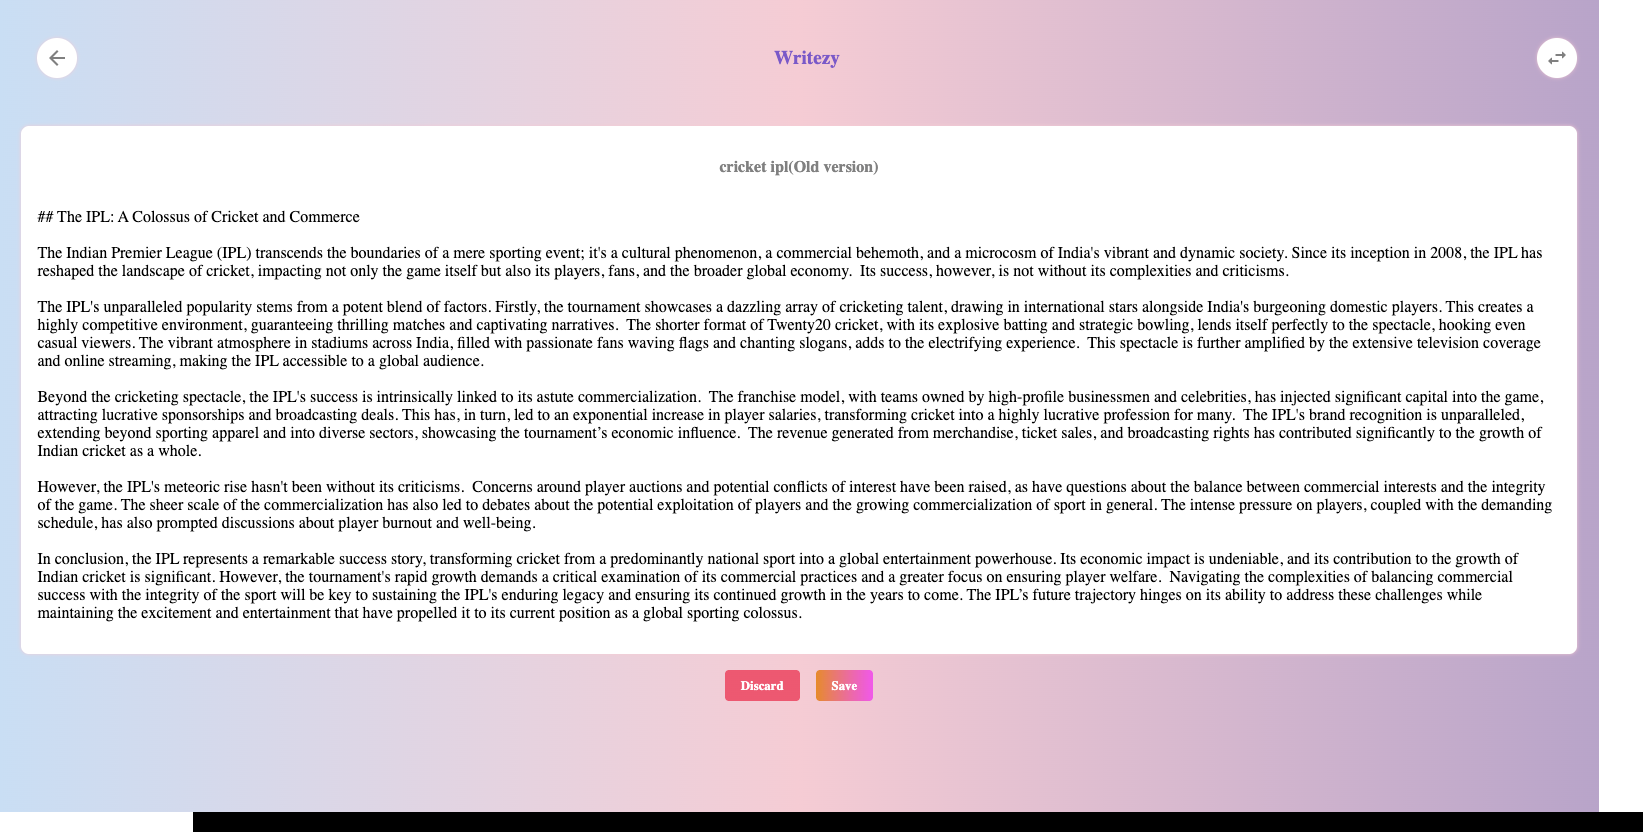 Writezy
cricket ipl(Old version)
## The IPL: A Colossus of Cricket and Commerce
The Indian Premier League (IPL) transcends the boundaries of a mere sporting event; it's a cultural phenomenon, a commercial behemoth, and a microcosm of India's vibrant and dynamic society. Since its inception in 2008, the IPL has
reshaped the landscape of cricket, impacting not only the game itself but also its players, fans, and the broader global economy.  Its success, however, is not without its complexities and criticisms.
The IPL's unparalleled popularity stems from a potent blend of factors. Firstly, the tournament showcases a dazzling array of cricketing talent, drawing in international stars alongside India's burgeoning domestic players. This creates a
highly competitive environment, guaranteeing thrilling matches and captivating narratives.  The shorter format of Twenty20 cricket, with its explosive batting and strategic bowling, lends itself perfectly to the spectacle, hooking even
casual viewers. The vibrant atmosphere in stadiums across India, filled with passionate fans waving flags and chanting slogans, adds to the electrifying experience.  This spectacle is further amplified by the extensive television coverage
and online streaming, making the IPL accessible to a global audience.
Beyond the cricketing spectacle, the IPL's success is intrinsically linked to its astute commercialization.  The franchise model, with teams owned by high-profile businessmen and celebrities, has injected significant capital into the game,
attracting lucrative sponsorships and broadcasting deals. This has, in turn, led to an exponential increase in player salaries, transforming cricket into a highly lucrative profession for many.  The IPL's brand recognition is unparalleled,
extending beyond sporting apparel and into diverse sectors, showcasing the tournament’s economic influence.  The revenue generated from merchandise, ticket sales, and broadcasting rights has contributed significantly to the growth of
Indian cricket as a whole.
However, the IPL's meteoric rise hasn't been without its criticisms.  Concerns around player auctions and potential conflicts of interest have been raised, as have questions about the balance between commercial interests and the integrity
of the game. The sheer scale of the commercialization has also led to debates about the potential exploitation of players and the growing commercialization of sport in general. The intense pressure on players, coupled with the demanding
schedule, has also prompted discussions about player burnout and well-being.
In conclusion, the IPL represents a remarkable success story, transforming cricket from a predominantly national sport into a global entertainment powerhouse. Its economic impact is undeniable, and its contribution to the growth of
Indian cricket is significant. However, the tournament's rapid growth demands a critical examination of its commercial practices and a greater focus on ensuring player welfare.  Navigating the complexities of balancing commercial
success with the integrity of the sport will be key to sustaining the IPL's enduring legacy and ensuring its continued growth in the years to come. The IPL’s future trajectory hinges on its ability to address these challenges while
maintaining the excitement and entertainment that have propelled it to its current position as a global sporting colossus.
Discard
Save